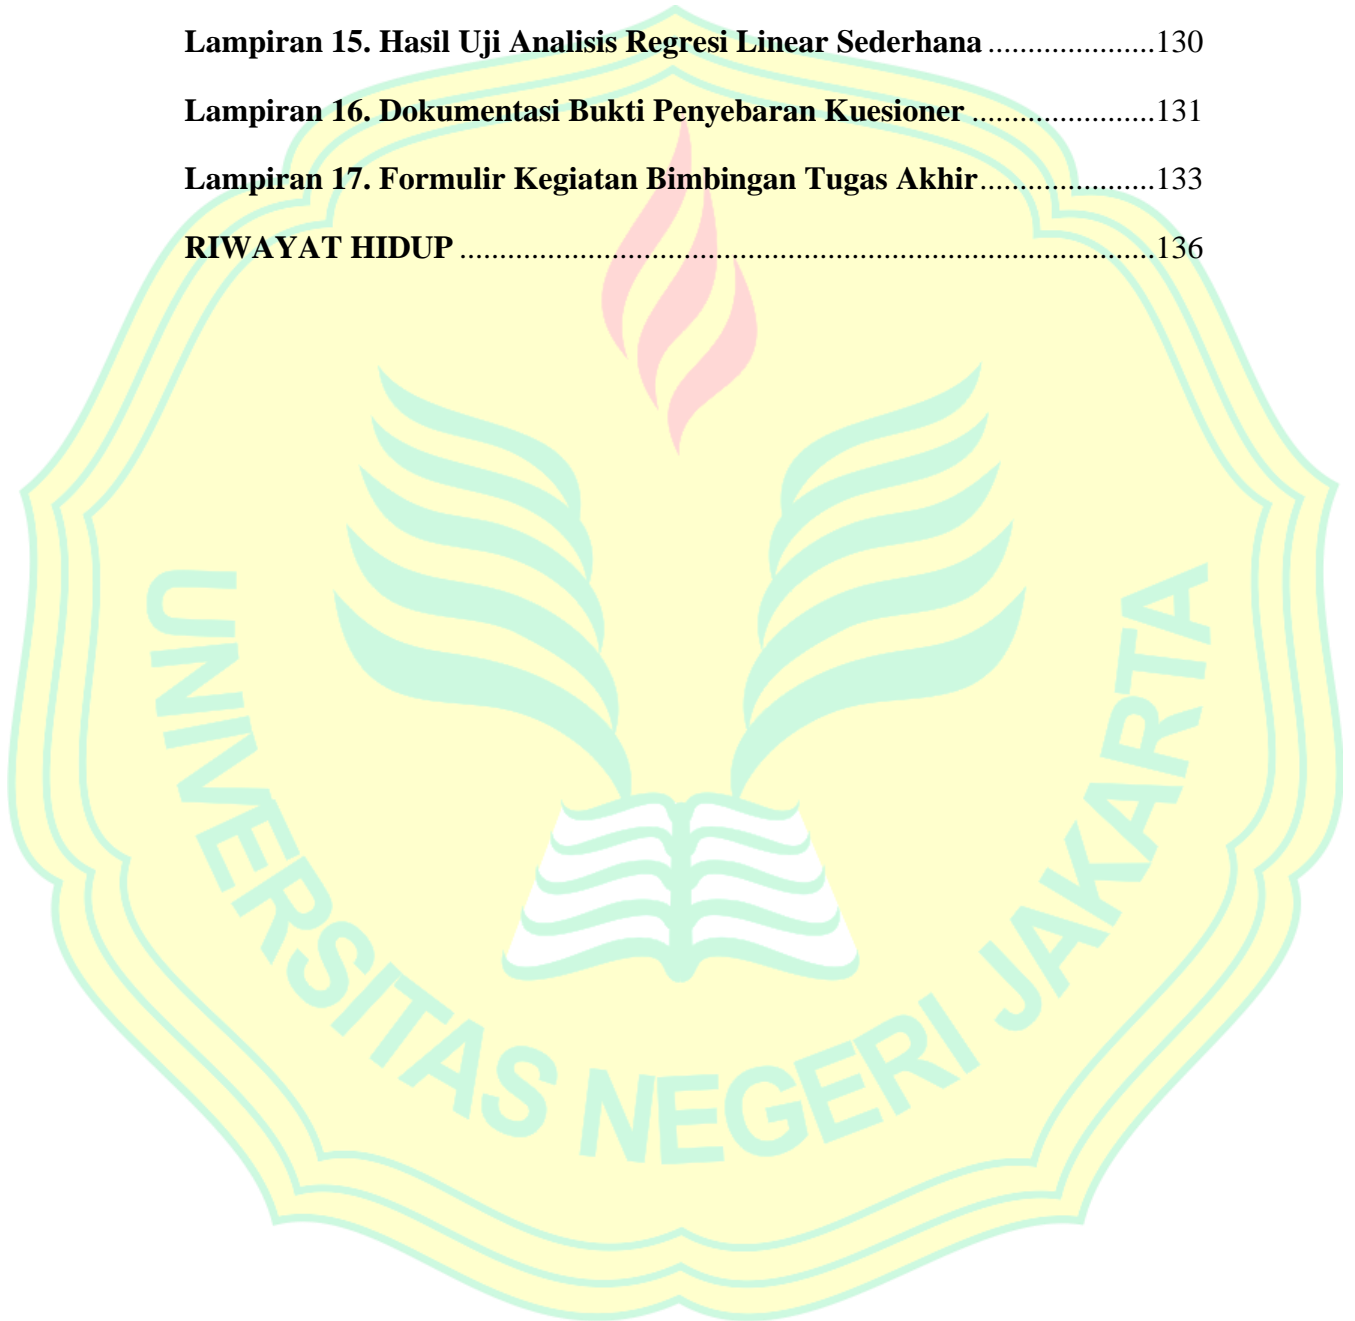 Lampiran 15. Hasil Uji Analisis Regresi Linear Sederhana .....................130
Lampiran 16. Dokumentasi Bukti Penyebaran Kuesioner .......................131
Lampiran 17. Formulir Kegiatan Bimbingan Tugas Akhir......................133
RIWAYAT HIDUP ........................................................................................136
UNIVERSITAS NEGERI JAKARTA